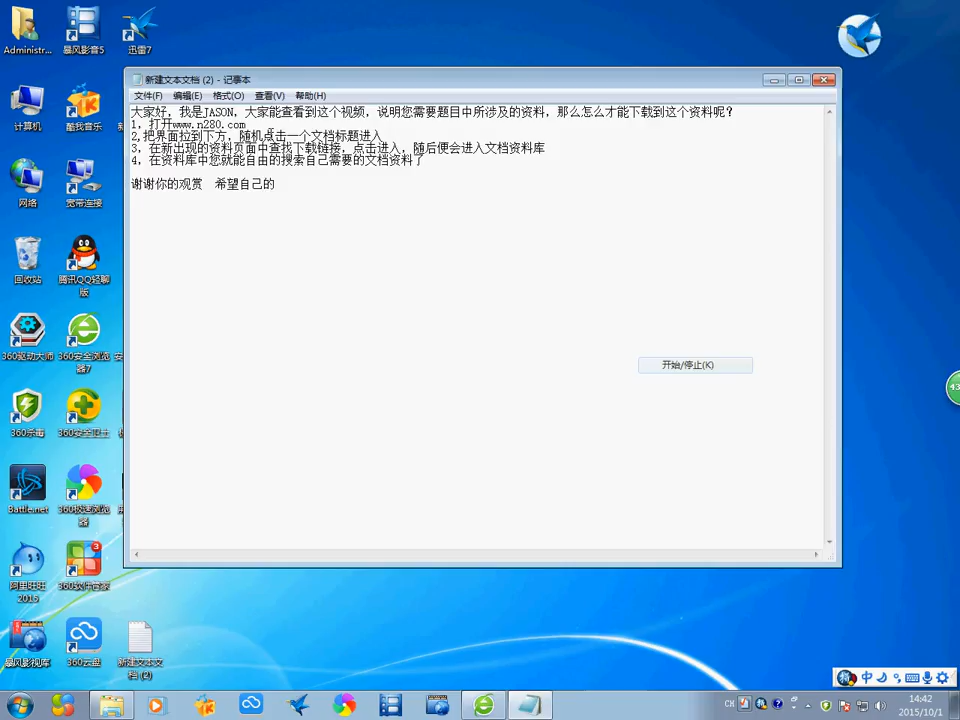 Administr...
暴风影音5
迅雷7
计算机
酷我音乐
网络
宽带连接
回收站
腾讯QQ轻聊版
360驱动大师
360安全浏览器7
360杀毒
360安全卫士
Battle.net
360极速浏览器
阿里旺旺2015
360软件管家
暴风影视库
360云盘
新建文本文档 (2)
新建文本文档 (2) - 记事本
文件(F) 编辑(E) 格式(O) 查看(V) 帮助(H)
大家好，我是JASON，大家能查看到这个视频，说明您需要题目中所涉及的资料，那么怎么才能下载到这个资料呢？
1，打开www.n280.com
2,把界面拉到下方，随机点击一个文档标题进入
3，在新出现的资料页面中查找下载链接，点击进入，随后便会进入文档资料库
4，在资料库中您就能自由的搜索自己需要的文档资料了
谢谢你的观赏 希望自己的
开始/停止(K)
43
中
CH
14:42
2015/10/1